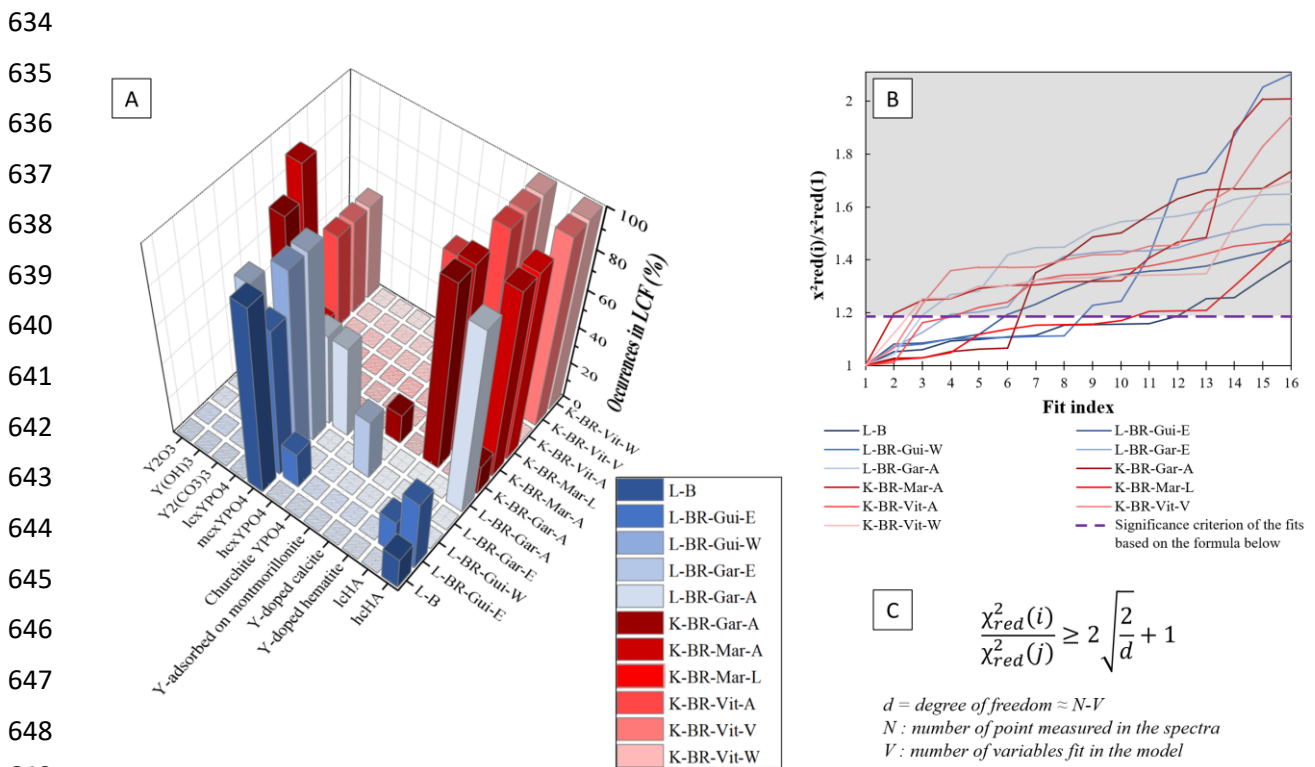 634
635
636
637
638
639
640
641
642
643
644
645
646
647
648
A
100
80
60
40
20
0
Occurences in LCF (%)
Y2O3
Y(OH)3
Y2(CO3)3
lcxYPO4
mcxYPO4
hcxYPO4
Churchite YPO4
Y-adsorbed on montmorillonite
Y-doped calcite
Y-doped hematite
lcHA
hcHA
K-BR-Vit-W
K-BR-Vit-V
K-BR-Vit-A
K-BR-Mar-L
K-BR-Mar-A
K-BR-Gar-A
L-BR-Gar-A
L-BR-Gar-E
L-BR-Gui-W
L-BR-Gui-E
L-B
L-B
L-BR-Gui-E
L-BR-Gui-W
L-BR-Gar-E
L-BR-Gar-A
K-BR-Gar-A
K-BR-Mar-A
K-BR-Mar-L
K-BR-Vit-A
K-BR-Vit-V
K-BR-Vit-W
B
x²red(i)/x²red(1)
2
1.8
1.6
1.4
1.2
1
1 2 3 4 5 6 7 8 9 10 11 12 13 14 15 16
Fit index
L-B L-BR-Gui-E
L-BR-Gui-W L-BR-Gar-E
L-BR-Gar-A K-BR-Gar-A
K-BR-Mar-A K-BR-Mar-L
K-BR-Vit-A K-BR-Vit-V
K-BR-Vit-W Significance criterion of the fits
based on the formula below
C
χ²red(i)/χ²red(j) ≥ 2√(2/d) + 1
d = degree of freedom ≈ N-V
N : number of point measured in the spectra
V : number of variables fit in the model